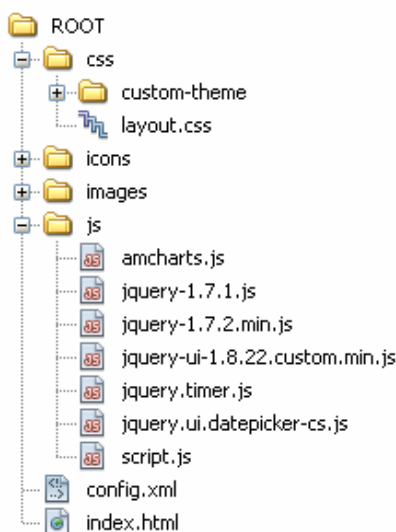 ROOT
css
custom-theme
layout.css
icons
images
js
amcharts.js
jquery-1.7.1.js
jquery-1.7.2.min.js
jquery-ui-1.8.22.custom.min.js
jquery.timer.js
jquery.ui.datepicker-cs.js
script.js
config.xml
index.html